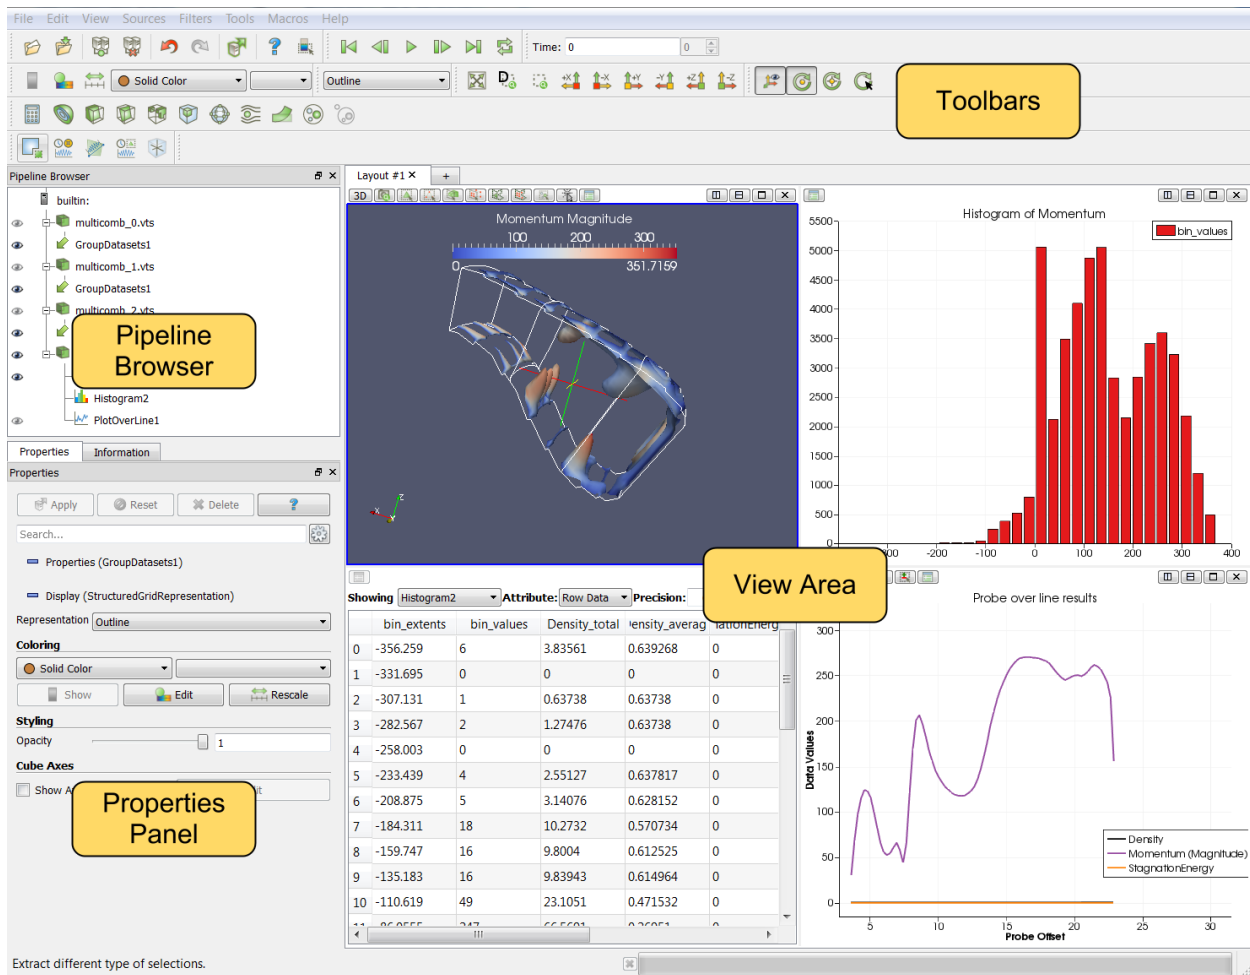 File Edit View Sources Filters Tools Macros Help
Time: 0 0
Solid Color Outline
Toolbars
Pipeline Browser
builtin:
multicomb_0.vts
GroupDatasets1
multicomb_1.vts
GroupDatasets1
multicomb_2.vts
Pipeline
Browser
Histogram2
PlotOverLine1
Properties Information
Properties
Apply Reset Delete ?
Search...
Properties (GroupDatasets1)
Display (StructuredGridRepresentation)
Representation Outline
Coloring
Solid Color
Show Edit Rescale
Styling
Opacity 1
Cube Axes
Show A
Properties
Panel
Layout #1 +
3D
Momentum Magnitude
100 200 300
0 351.7159
X Z Y
Histogram of Momentum
bin_values
5500
5000
4500
4000
3500
3000
2500
2000
1500
1000
500
0
-200 -100 0 100 200 300 400
View Area
Showing Histogram2 Attribute: Row Data Precision:
bin_extents bin_values Density_total
0 -356.259 6 3.83561 0.639268 0
1 -331.695 0 0 0 0
2 -307.131 1 0.63738 0.63738 0
3 -282.567 2 1.27476 0.63738 0
4 -258.003 0 0 0 0
5 -233.439 4 2.55127 0.637817 0
6 -208.875 5 3.14076 0.628152 0
7 -184.311 18 10.2732 0.570734 0
8 -159.747 16 9.8004 0.612525 0
9 -135.183 16 9.83943 0.614964 0
10 -110.619 49 23.1051 0.471532 0
Probe over line results
Data Values
300
250
200
150
100
50
0
5 10 15 20 25 30
Probe Offset
Density
Momentum (Magnitude)
StagnationEnergy
Extract different type of selections.